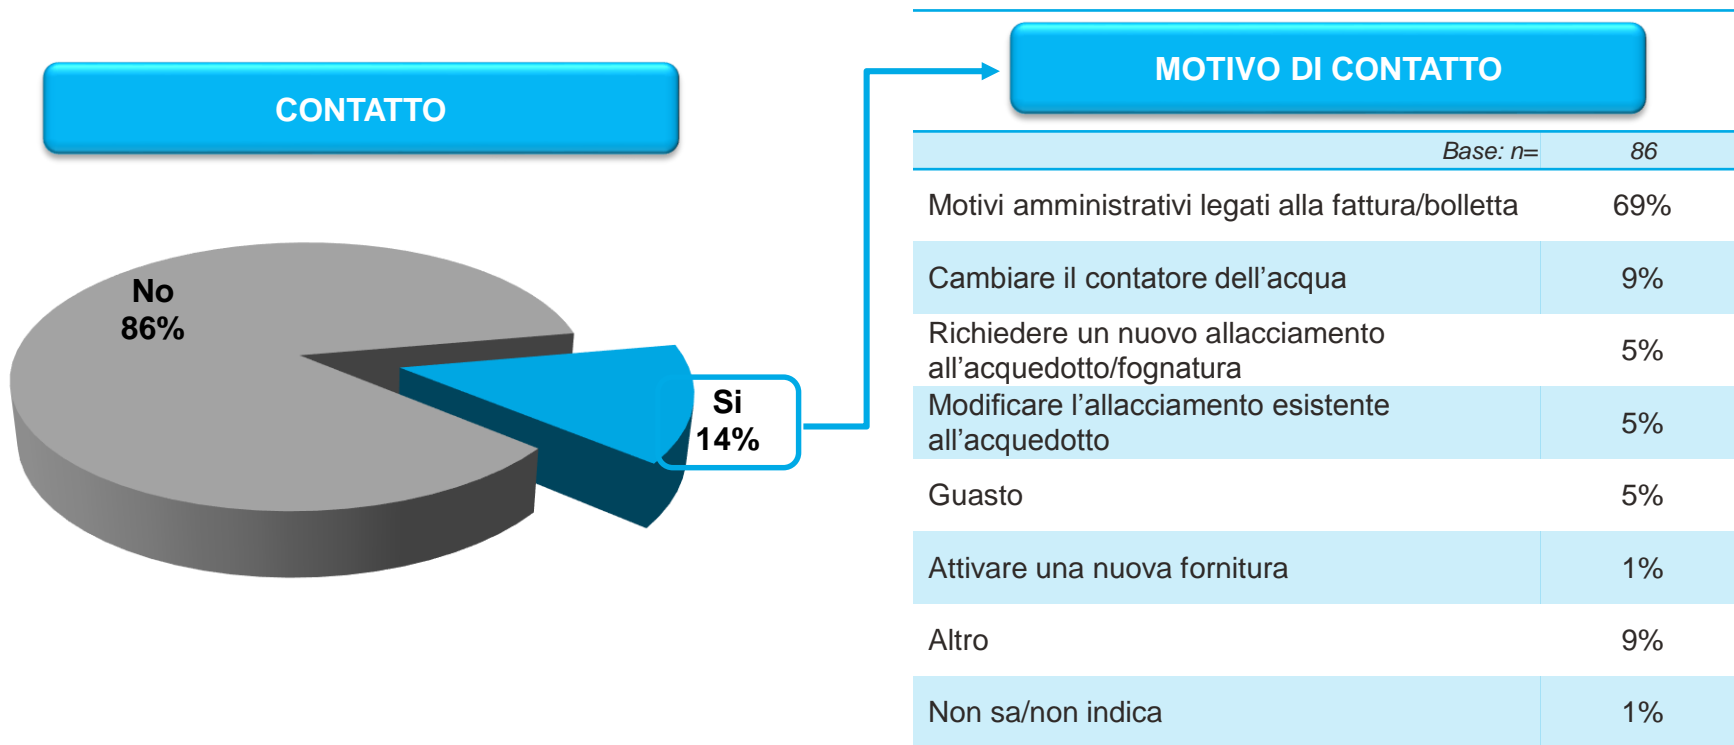 CONTATTO
No
86%
Si
14%
MOTIVO DI CONTATTO
Base: n= 86
Motivi amministrativi legati alla fattura/bolletta 69%
Cambiare il contatore dell’acqua 9%
Richiedere un nuovo allacciamento
all’acquedotto/fognatura 5%
Modificare l’allacciamento esistente
all’acquedotto 5%
Guasto 5%
Attivare una nuova fornitura 1%
Altro 9%
Non sa/non indica 1%